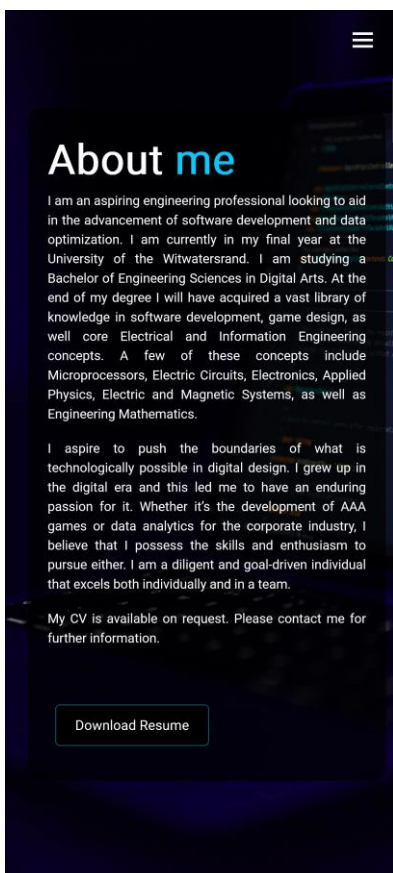 About me
I am an aspiring engineering professional looking to aid
in the advancement of software development and data
optimization. I am currently in my final year at the
University of the Witwatersrand. I am studying a
Bachelor of Engineering Sciences in Digital Arts. At the
end of my degree I will have acquired a vast library of
knowledge in software development, game design, as
well core Electrical and Information Engineering
concepts. A few of these concepts include
Microprocessors, Electric Circuits, Electronics, Applied
Physics, Electric and Magnetic Systems, as well as
Engineering Mathematics.
I aspire to push the boundaries of what is
technologically possible in digital design. I grew up in
the digital era and this led me to have an enduring
passion for it. Whether it's the development of AAA
games or data analytics for the corporate industry, I
believe that I possess the skills and enthusiasm to
pursue either. I am a diligent and goal-driven individual
that excels both individually and in a team.
My CV is available on request. Please contact me for
further information.
Download Resume